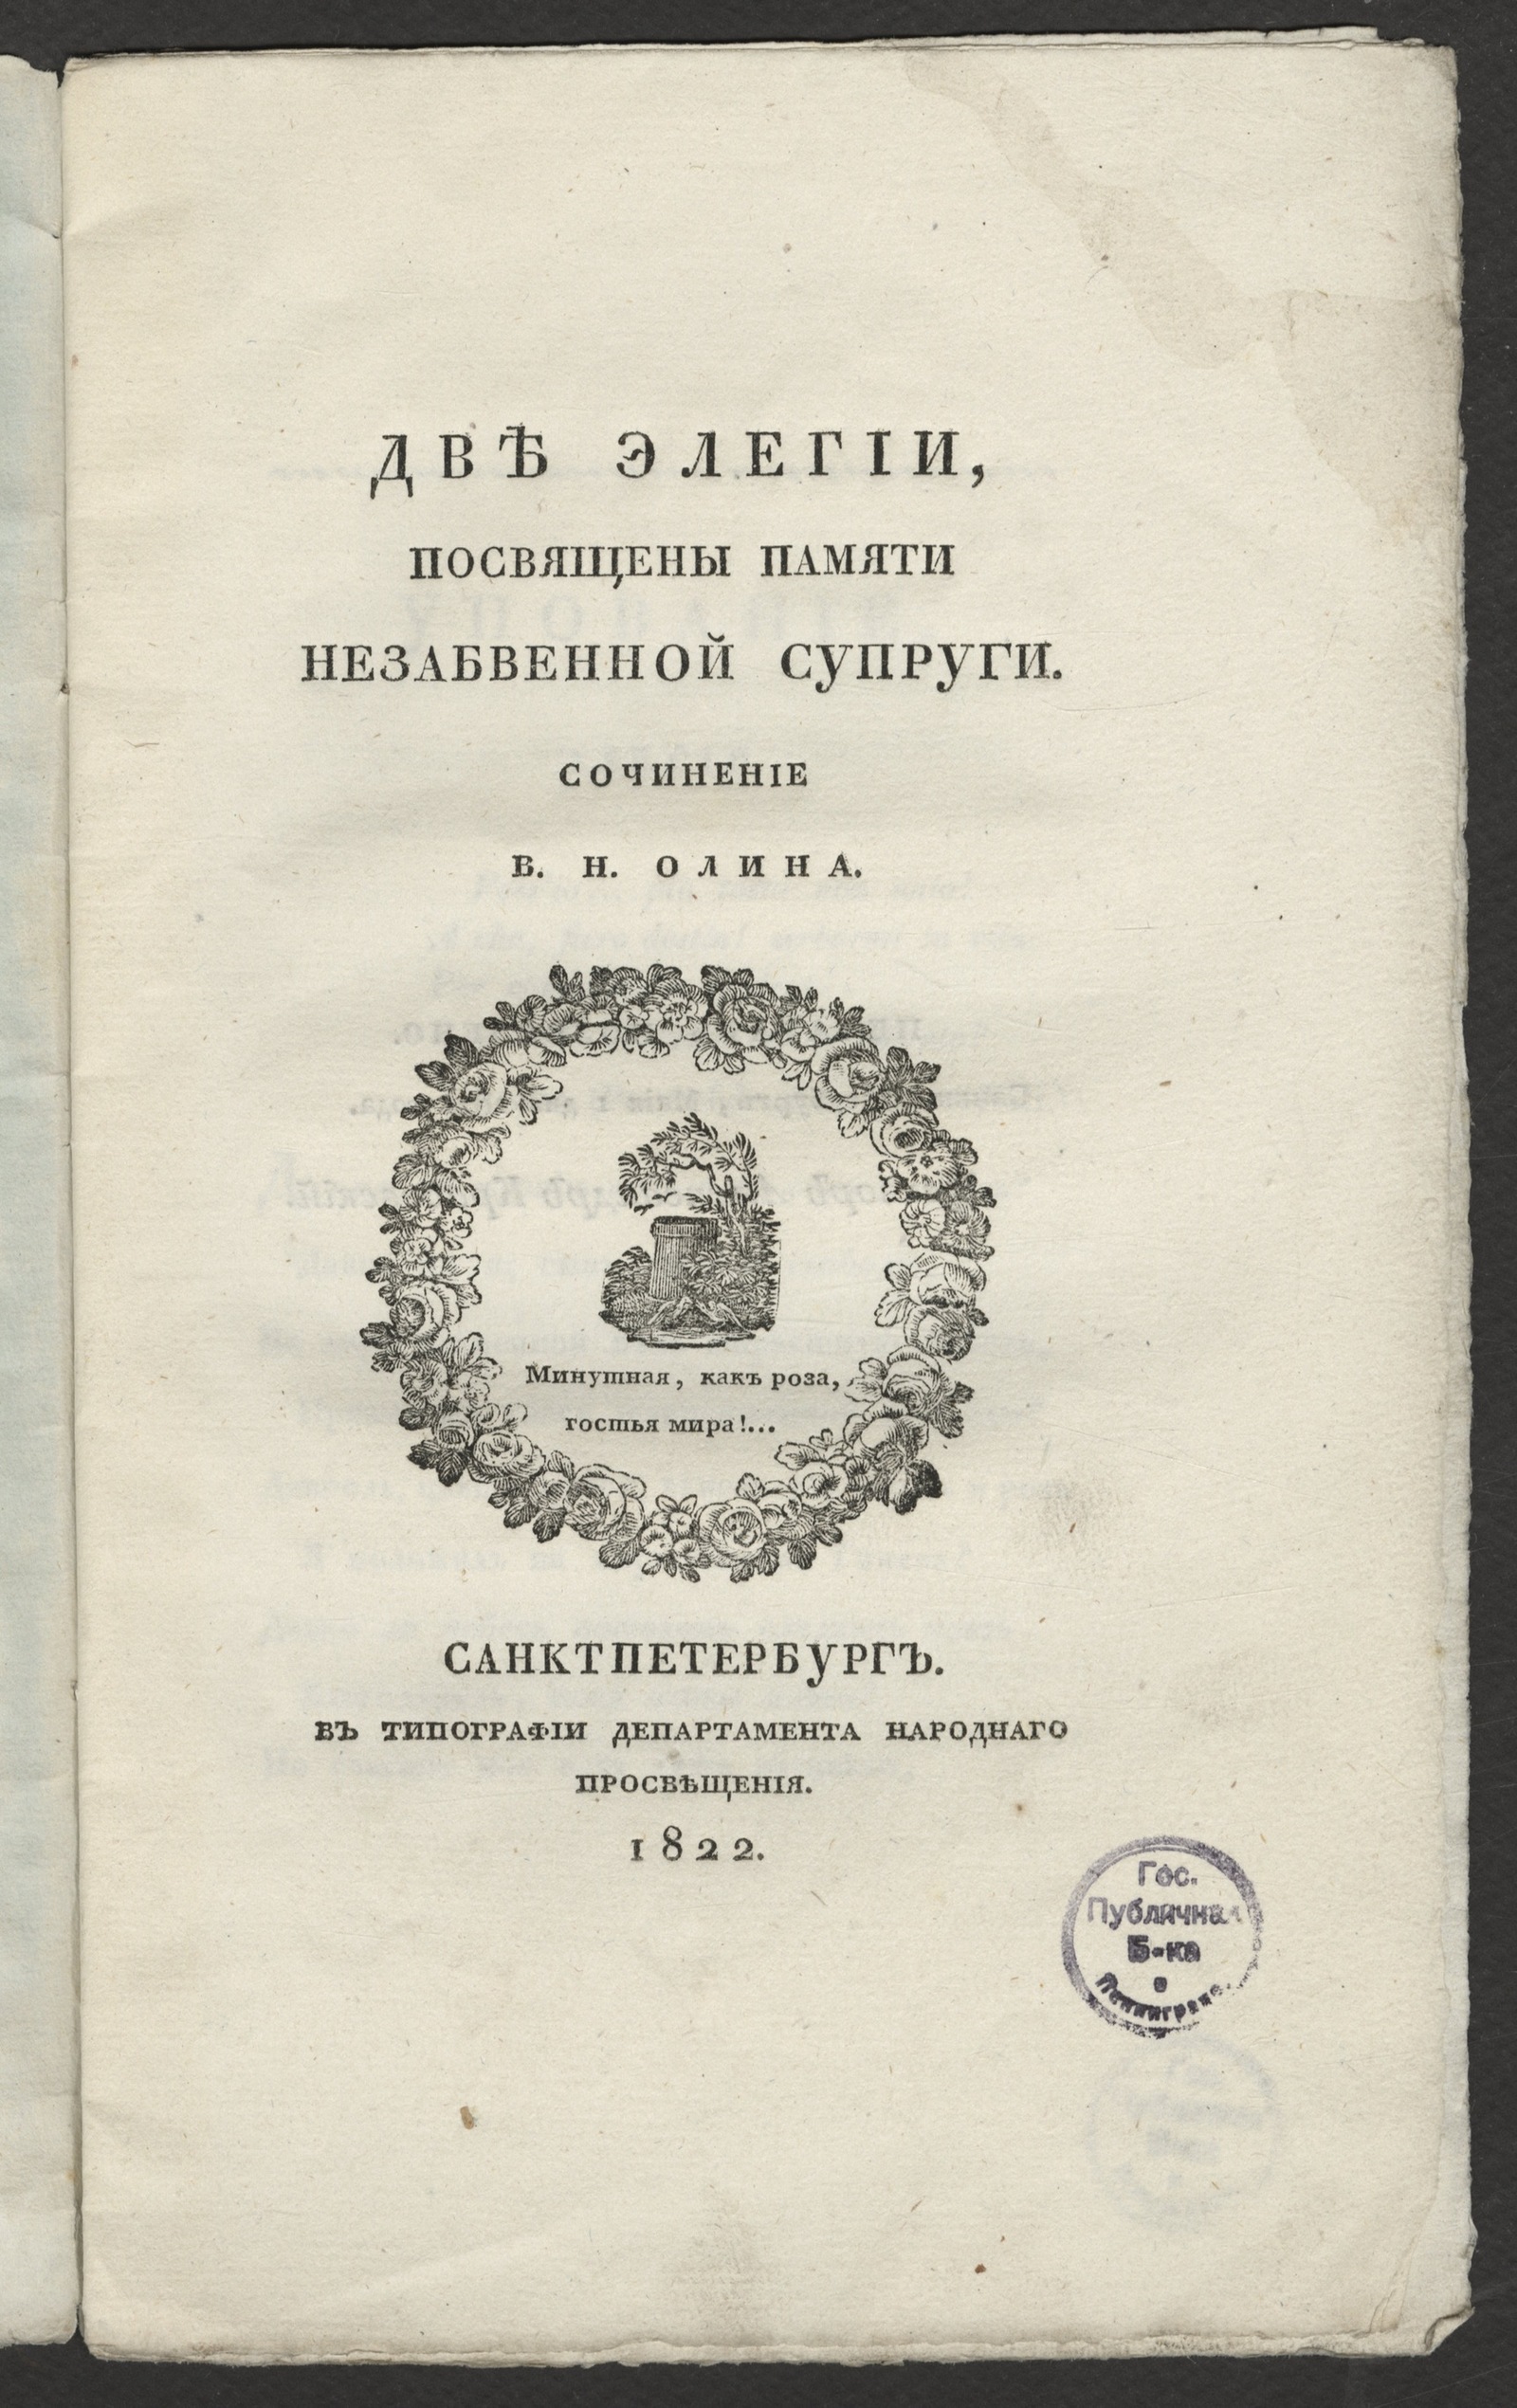 ДВѢ ЭЛЕГІИ,
ПОСВЯЩЕНЫ ПАМЯТИ
НЕЗАБВЕННОЙ СУПРУГИ.
СОЧИНЕНІЕ
В. Н. ОЛИНА.
Минутная, какъ роза,
гостья мира!...
САНКТПЕТЕРБУРГЪ.
ВЪ ТИПОГРАФІИ ДЕПАРТАМЕНТА НАРОДНАГО
ПРОСВѢЩЕНІЯ.
1822.
Гос.
Публичная
Б-ка